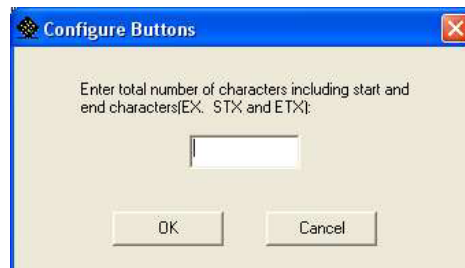 Configure Buttons
Enter total number of characters including start and
end characters(EX. STX and ETX):
OK
Cancel